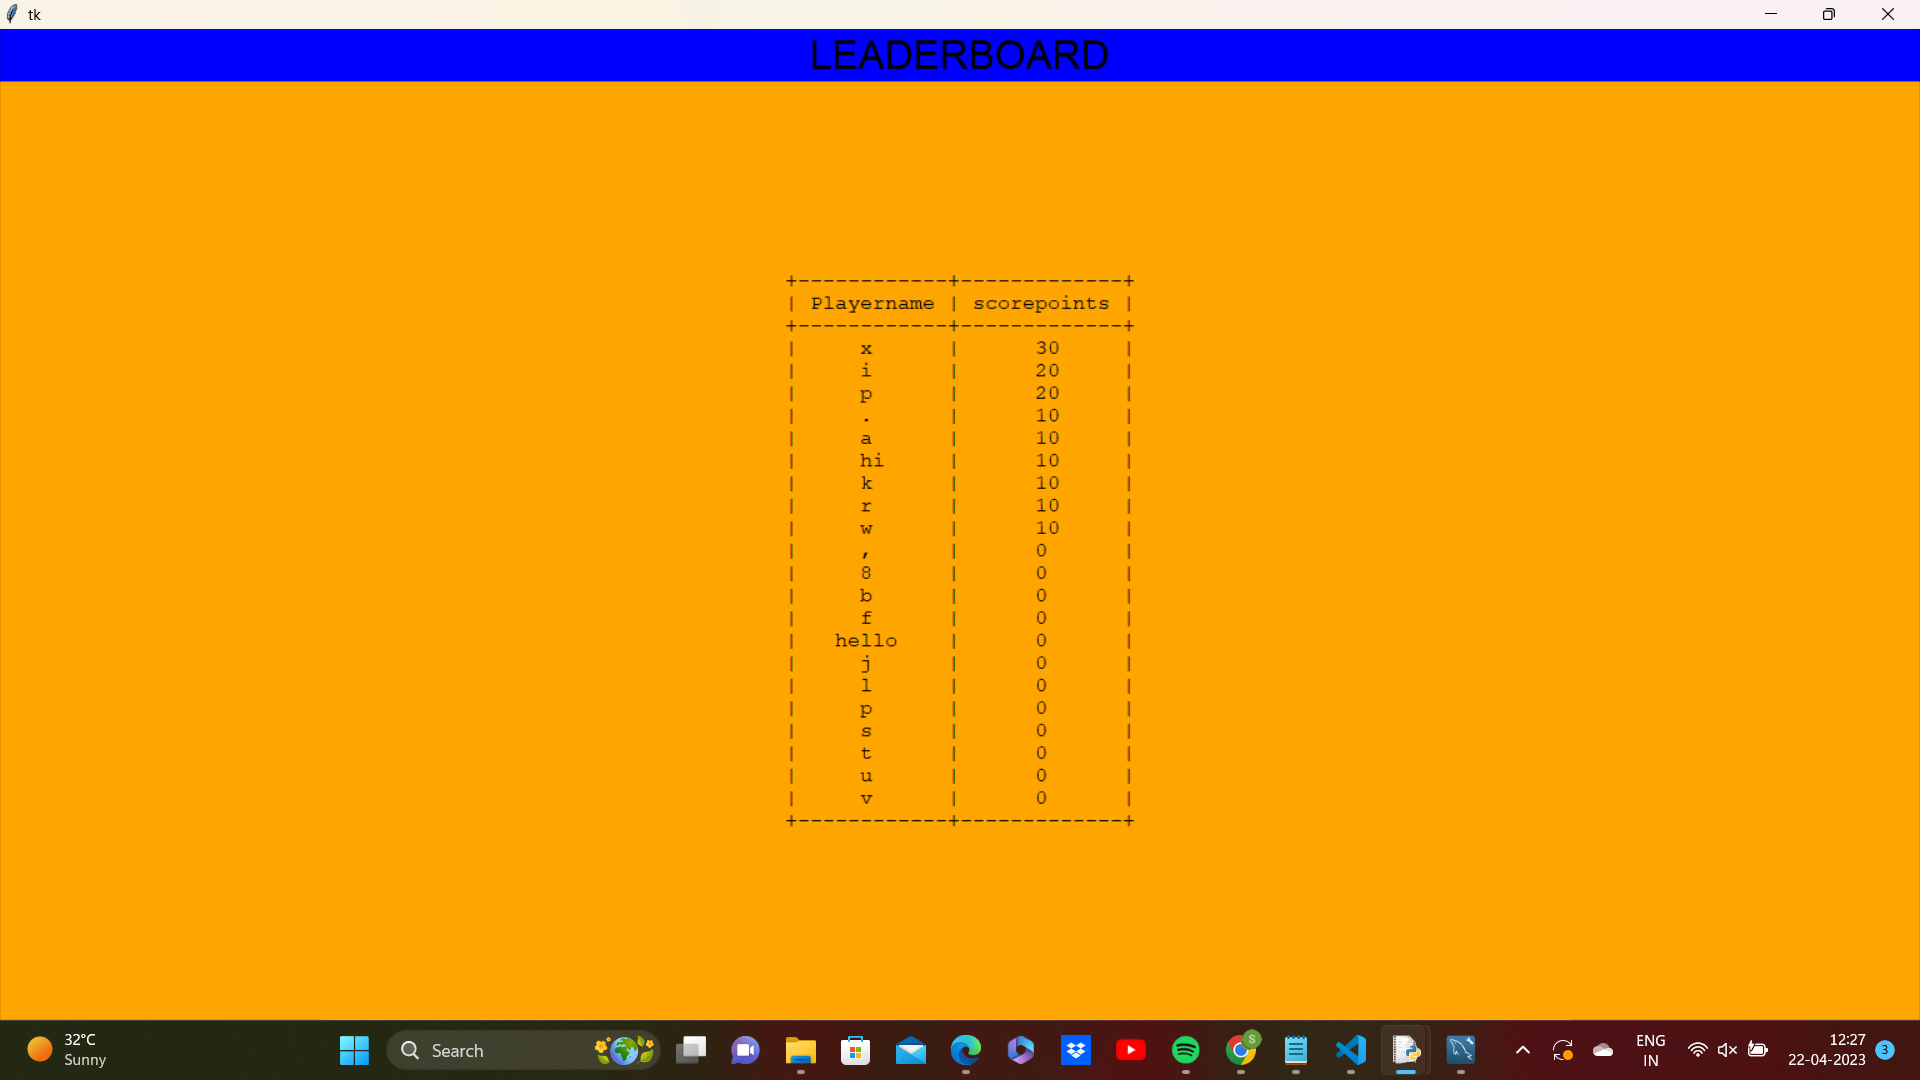 tk
LEADERBOARD
+------------+-------------+
| Playername | scorepoints |
+------------+-------------+
| x | 30 |
| i | 20 |
| p | 20 |
| . | 10 |
| a | 10 |
| hi | 10 |
| k | 10 |
| r | 10 |
| w | 10 |
| , | 0 |
| 8 | 0 |
| b | 0 |
| f | 0 |
| hello | 0 |
| j | 0 |
| l | 0 |
| p | 0 |
| s | 0 |
| t | 0 |
| u | 0 |
| v | 0 |
+------------+-------------+
32°C
Sunny
Search
S
ENG
IN
12:27
22-04-2023
3